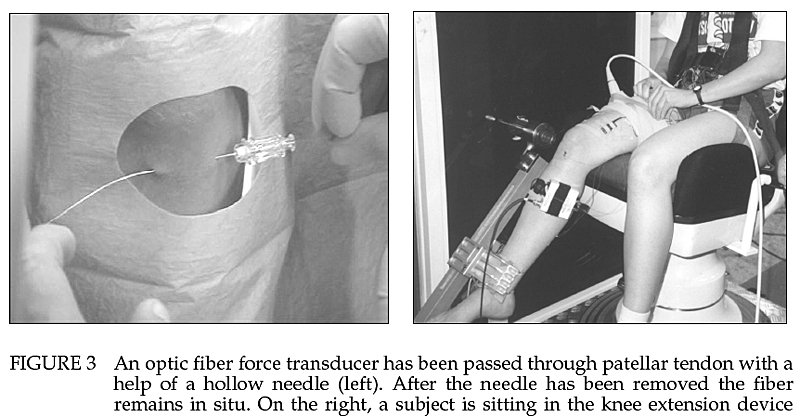 FIGURE 3 An optic fiber force transducer has been passed through patellar tendon with a
help of a hollow needle (left). After the needle has been removed the fiber
remains in situ. On the right, a subject is sitting in the knee extension device